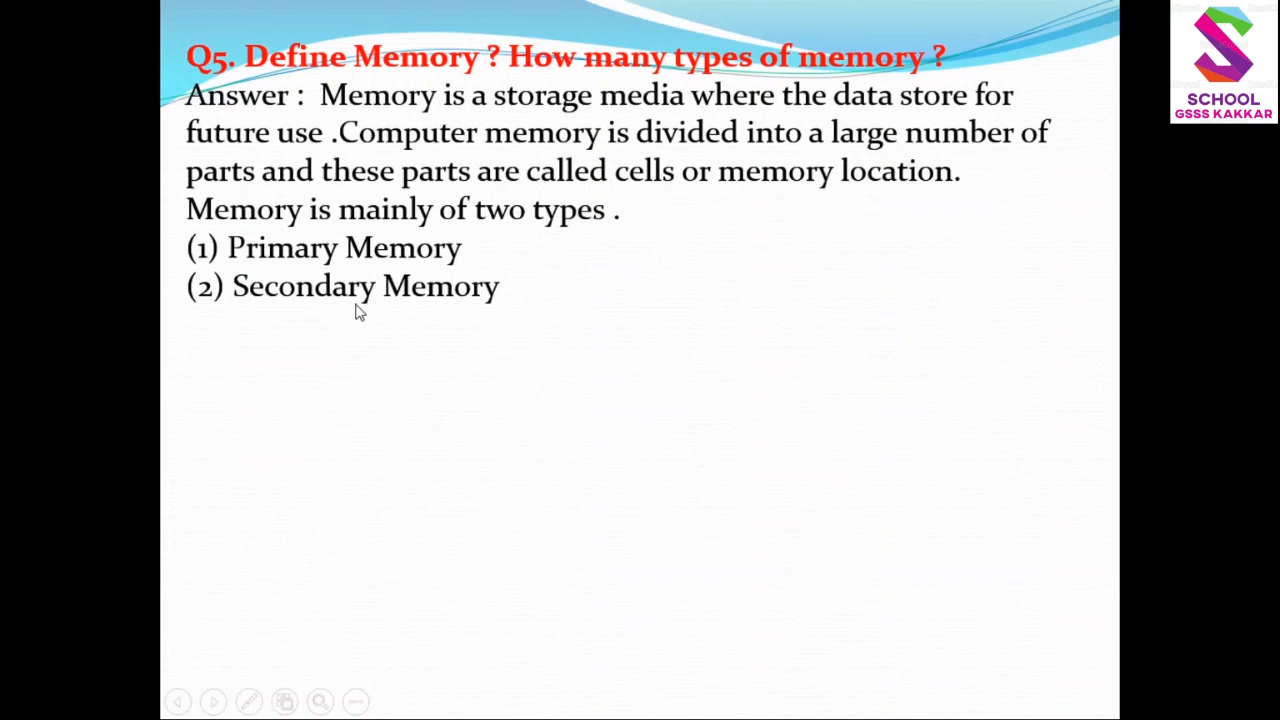 Q5. Define Memory ? How many types of memory ?
Answer :  Memory is a storage media where the data store for
future use .Computer memory is divided into a large number of
parts and these parts are called cells or memory location.
Memory is mainly of two types .
(1) Primary Memory
(2) Secondary Memory
SCHOOL
GSSS KAKKAR